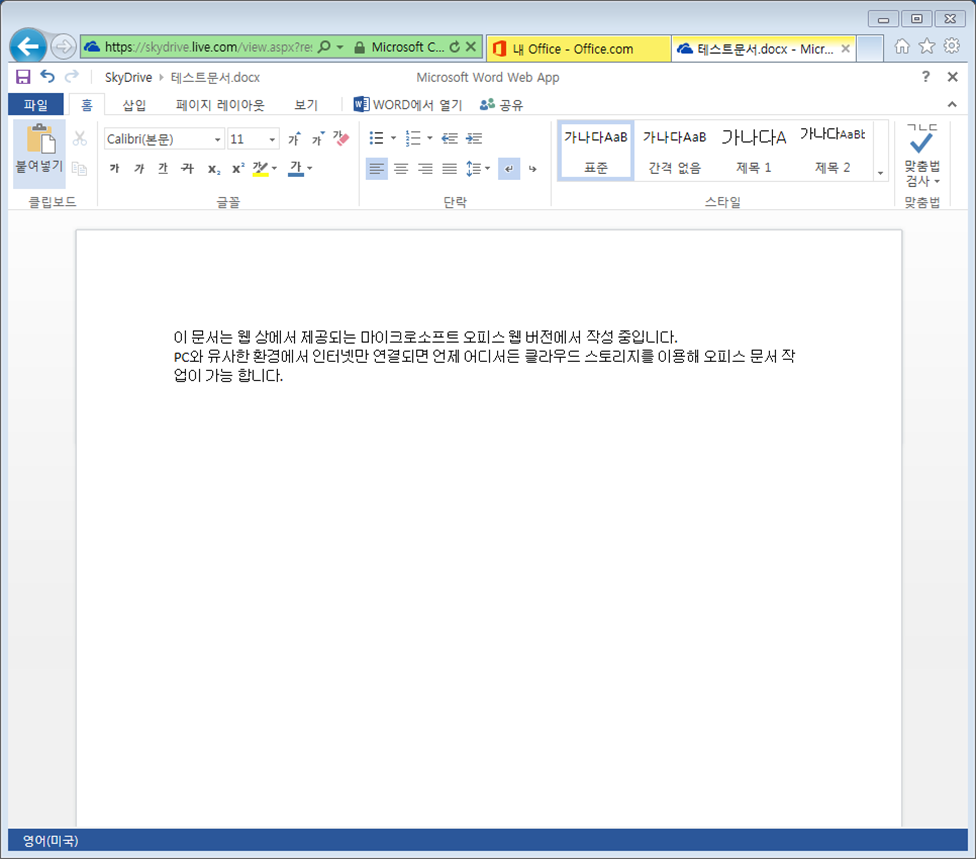 https://skydrive.live.com/view.aspx?re Microsoft C... 내 Office - Office.com 테스트문서.docx - Micr...
SkyDrive 테스트문서.docx Microsoft Word Web App ?
파일 홈 삽입 페이지 레이아웃 보기 WORD에서 열기 공유
붙여넣기 Calibri(본문) 11 가 가 가
가 가 가 가 x₂ x² 가 가
가나다AaB 가나다AaB 가나다A 가나다AaBb
표준 간격 없음 제목 1 제목 2
ㄱㄴㄷ
맞춤법
검사
클립보드 글꼴 단락 스타일 맞춤법
이 문서는 웹 상에서 제공되는 마이크로소프트 오피스 웹 버전에서 작성 중입니다.
PC와 유사한 환경에서 인터넷만 연결되면 언제 어디서든 클라우드 스토리지를 이용해 오피스 문서 작
업이 가능 합니다.
영어(미국)